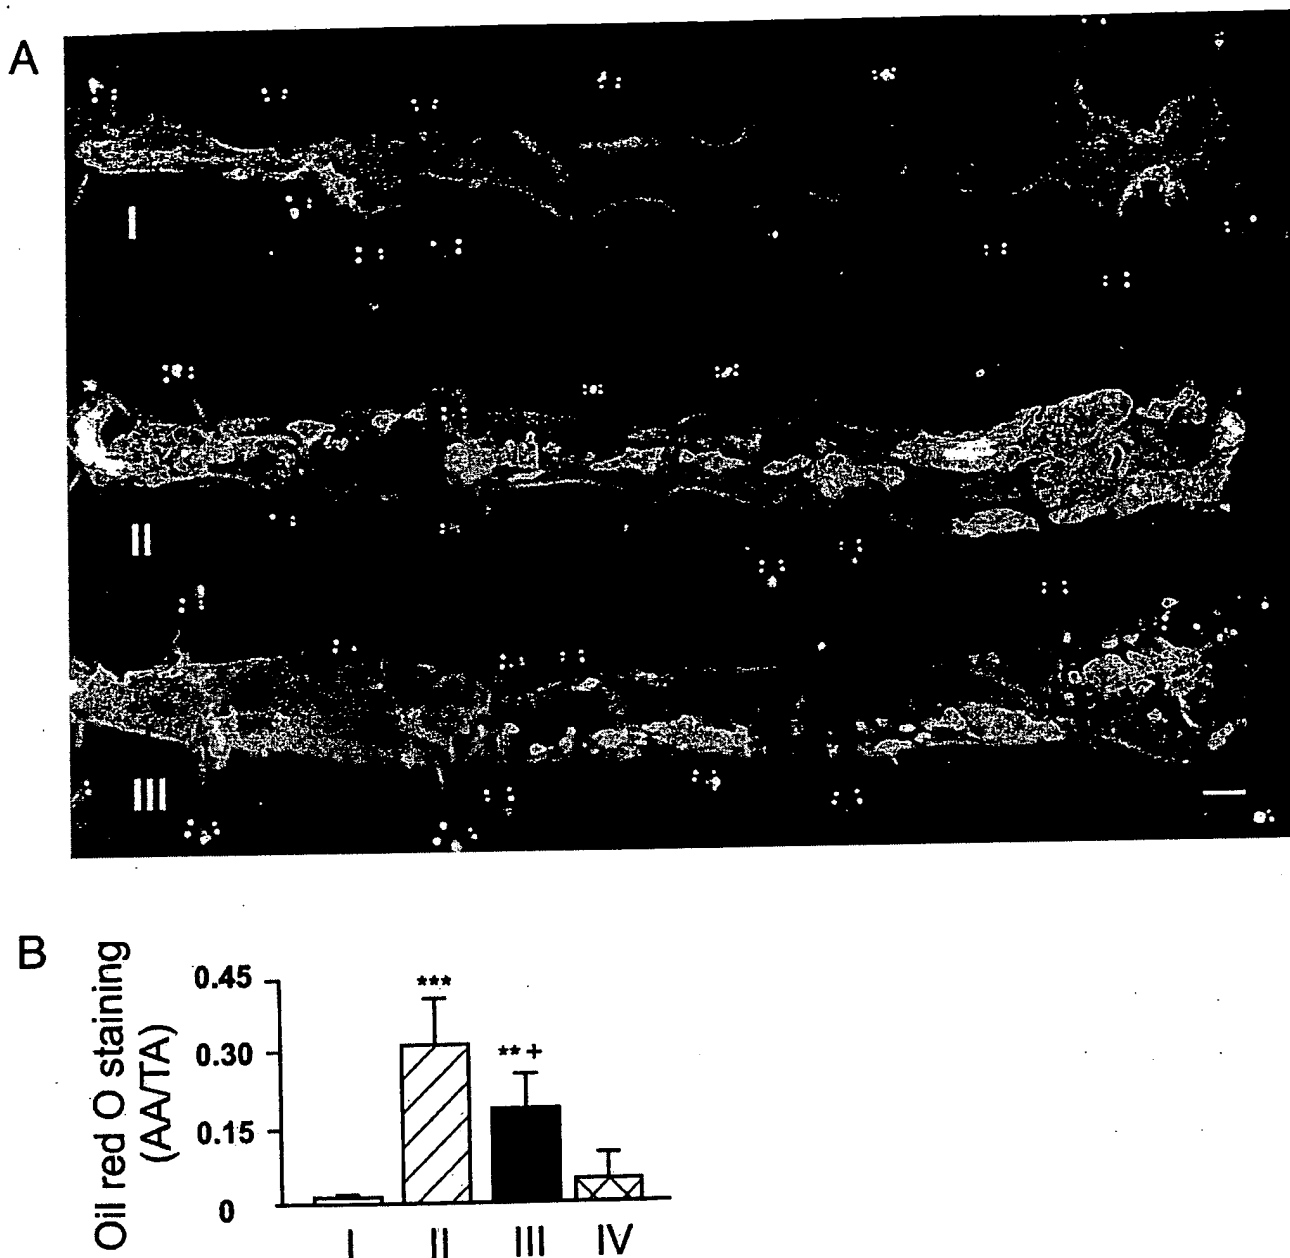 A
I
II
III
B
Oil red O staining
(AA/TA)
0.45
0.30
0.15
0
***
**+
I II III IV